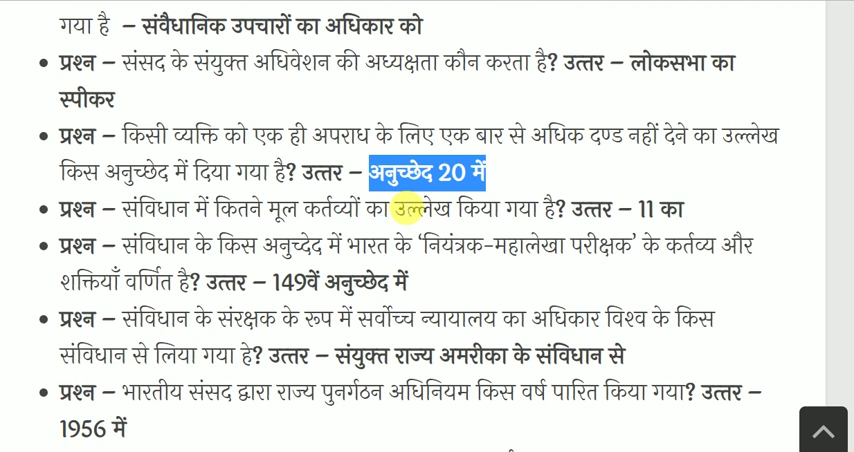 गया है – संवैधानिक उपचारों का अधिकार को
प्रश्न – संसद के संयुक्त अधिवेशन की अध्यक्षता कौन करता है? उत्तर – लोकसभा का
स्पीकर
प्रश्न – किसी व्यक्ति को एक ही अपराध के लिए एक बार से अधिक दण्ड नहीं देने का उल्लेख
किस अनुच्छेद में दिया गया है? उत्तर – अनुच्छेद 20 में
प्रश्न – संविधान में कितने मूल कर्तव्यों का उल्लेख किया गया है? उत्तर – 11 का
प्रश्न – संविधान के किस अनुच्देद में भारत के ‘नियंत्रक-महालेखा परीक्षक’ के कर्तव्य और
शक्तियाँ वर्णित है? उत्तर – 149वें अनुच्छेद में
प्रश्न – संविधान के संरक्षक के रूप में सर्वोच्च न्यायालय का अधिकार विश्व के किस
संविधान से लिया गया हे? उत्तर – संयुक्त राज्य अमरीका के संविधान से
प्रश्न – भारतीय संसद द्वारा राज्य पुनर्गठन अधिनियम किस वर्ष पारित किया गया? उत्तर –
1956 में